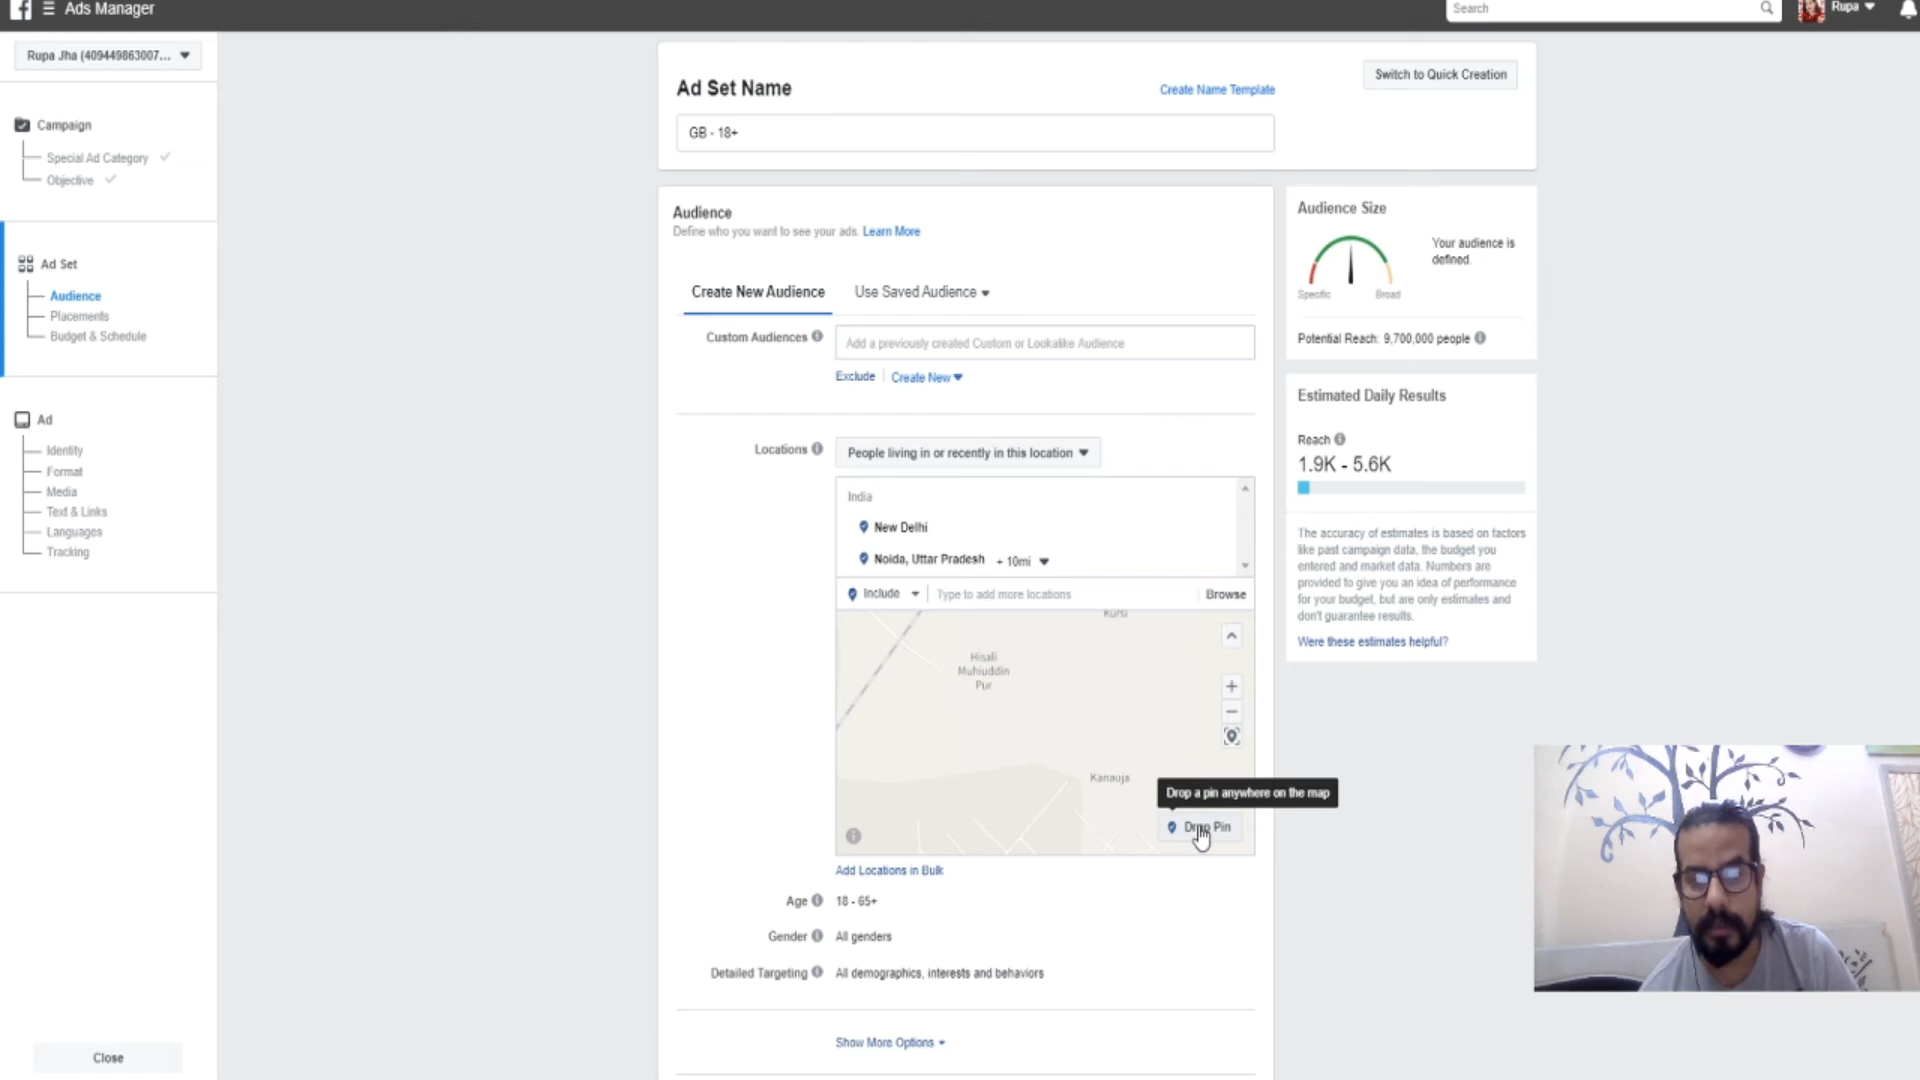 Ads Manager
Search
Rupa
Rupa Jha (409449863007...
Campaign
Special Ad Category
Objective
Ad Set
Audience
Placements
Budget & Schedule
Ad
Identity
Format
Media
Text & Links
Languages
Tracking
Close
Ad Set Name
Create Name Template
Switch to Quick Creation
GB - 18+
Audience
Define who you want to see your ads. Learn More
Create New Audience
Use Saved Audience
Custom Audiences
Add a previously created Custom or Lookalike Audience
Exclude
Create New
Locations
People living in or recently in this location
India
New Delhi
Noida, Uttar Pradesh + 10mi
Include
Type to add more locations
Browse
Kursi
Hisali
Muhiuddin
Pur
Kanauja
Drop a pin anywhere on the map
Drop Pin
Add Locations in Bulk
Age 18 - 65+
Gender All genders
Detailed Targeting All demographics, interests and behaviors
Show More Options
Audience Size
Your audience is
defined.
Specific
Broad
Potential Reach: 9,700,000 people
Estimated Daily Results
Reach
1.9K - 5.6K
The accuracy of estimates is based on factors
like past campaign data, the budget you
entered and market data. Numbers are
provided to give you an idea of performance
for your budget, but are only estimates and
don't guarantee results.
Were these estimates helpful?